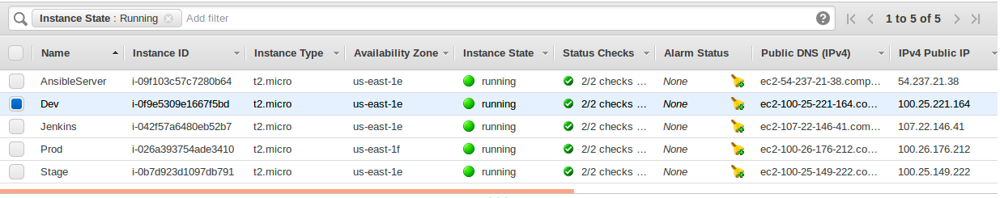 Instance State : Running Add filter 1 to 5 of 5
Name Instance ID Instance Type Availability Zone Instance State Status Checks Alarm Status Public DNS (IPv4) IPv4 Public IP
AnsibleServer i-09f103c57c7280b64 t2.micro us-east-1e running 2/2 checks … None ec2-54-237-21-38.comp… 54.237.21.38
Dev i-0f9e5309e1667f5bd t2.micro us-east-1e running 2/2 checks … None ec2-100-25-221-164.co… 100.25.221.164
Jenkins i-042f57a6480eb52b7 t2.micro us-east-1e running 2/2 checks … None ec2-107-22-146-41.com… 107.22.146.41
Prod i-026a393754ade3410 t2.micro us-east-1f running 2/2 checks … None ec2-100-26-176-212.co… 100.26.176.212
Stage i-0b7d923d1097db791 t2.micro us-east-1e running 2/2 checks … None ec2-100-25-149-222.co… 100.25.149.222